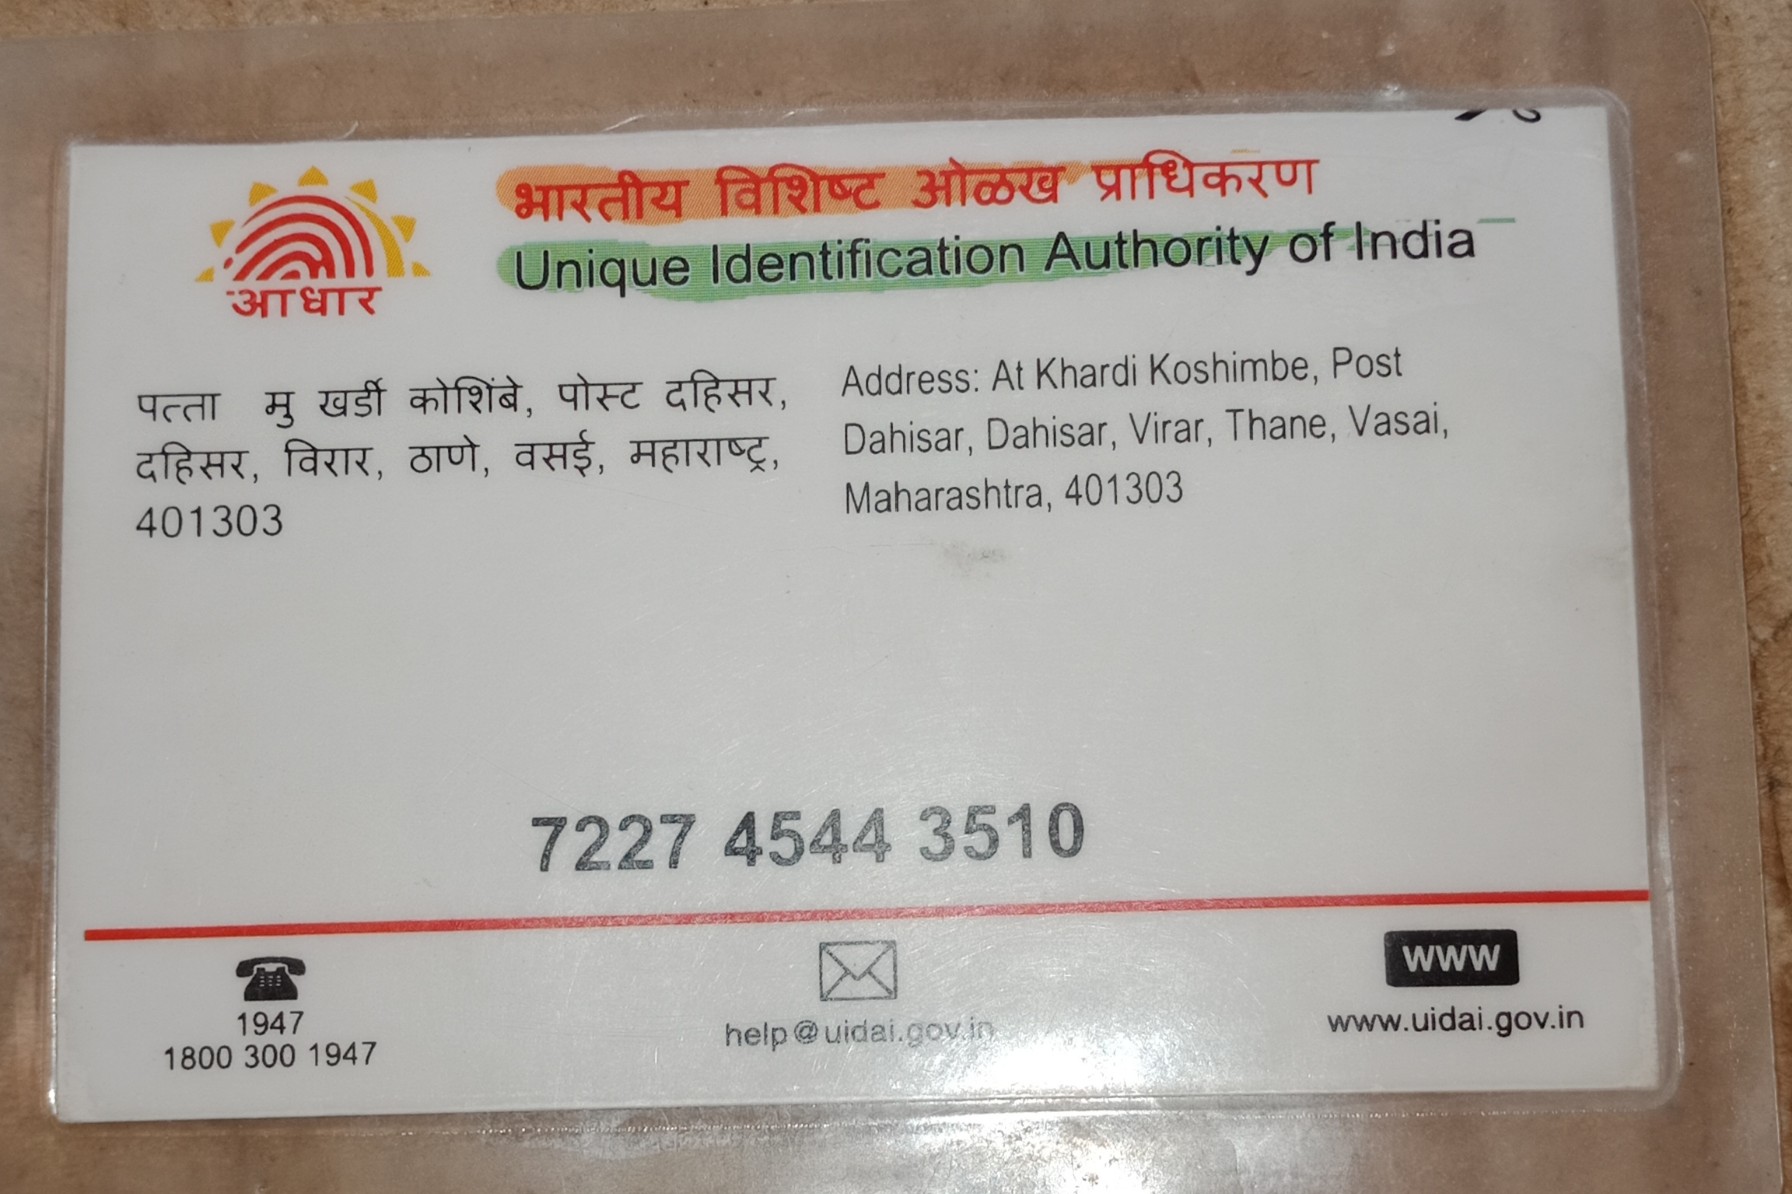 भारतीय विशिष्ट ओळख प्राधिकरण
Unique Identification Authority of India
आधार
पत्ता मु खर्डी कोशिंबे, पोस्ट दहिसर,
दहिसर, विरार, ठाणे, वसई, महाराष्ट्र,
401303
Address: At Khardi Koshimbe, Post
Dahisar, Dahisar, Virar, Thane, Vasai,
Maharashtra, 401303
7227 4544 3510
1947
1800 300 1947
help@uidai.gov.in
www
www.uidai.gov.in